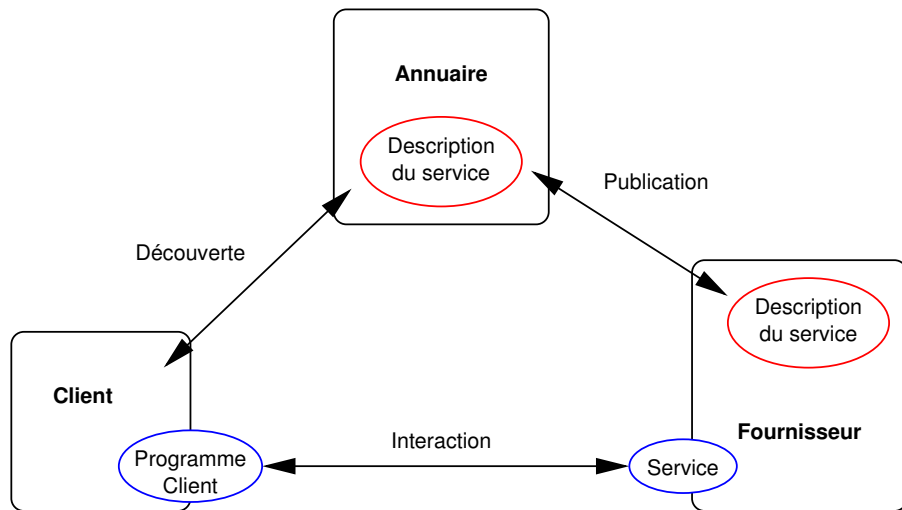 Annuaire
Description
du service
Publication
Découverte
Description
du service
Client
Fournisseur
Interaction
Programme
Client
Service